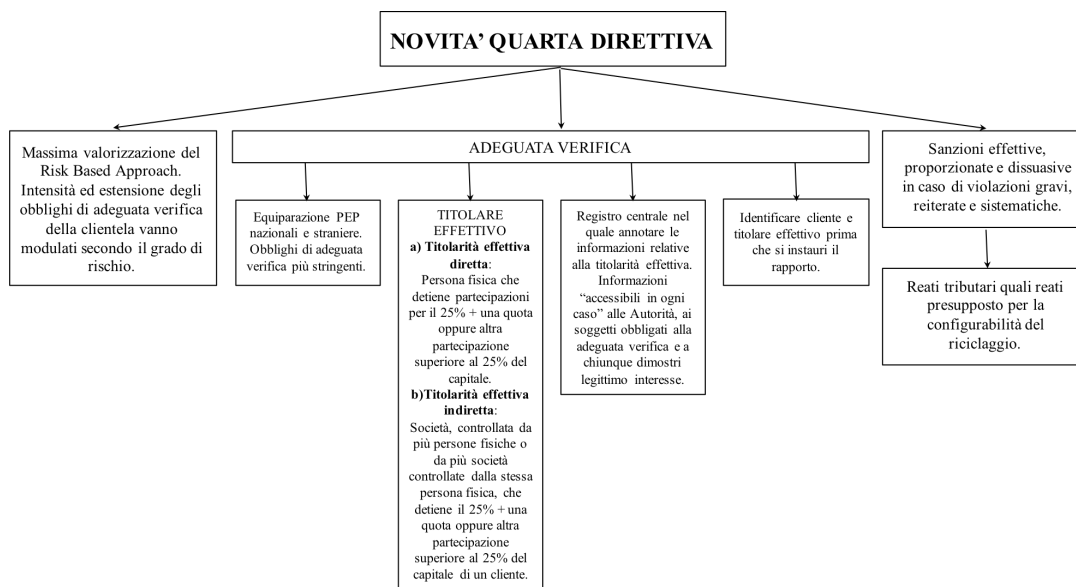 NOVITA' QUARTA DIRETTIVA
Massima valorizzazione del
Risk Based Approach.
Intensità ed estensione degli
obblighi di adeguata verifica
della clientela vanno
modulati secondo il grado di
rischio.
ADEGUATA VERIFICA
Equiparazione PEP
nazionali e straniere.
Obblighi di adeguata
verifica più stringenti.
TITOLARE
EFFETTIVO
a) Titolarità effettiva
diretta:
Persona fisica che
detiene partecipazioni
per il 25% + una quota
oppure altra
partecipazione
superiore al 25% del
capitale.
b)Titolarità effettiva
indiretta:
Società, controllata da
più persone fisiche o
da più società
controllate dalla stessa
persona fisica, che
detiene il 25% + una
quota oppure altra
partecipazione
superiore al 25% del
capitale di un cliente.
Registro centrale nel
quale annotare le
informazioni relative
alla titolarità effettiva.
Informazioni
“accessibili in ogni
caso” alle Autorità, ai
soggetti obbligati alla
adeguata verifica e a
chiunque dimostri
legittimo interesse.
Identificare cliente e
titolare effettivo prima
che si instauri il
rapporto.
Sanzioni effettive,
proporzionate e dissuasive
in caso di violazioni gravi,
reiterate e sistematiche.
Reati tributari quali reati
presupposto per la
configurabilità del
riciclaggio.